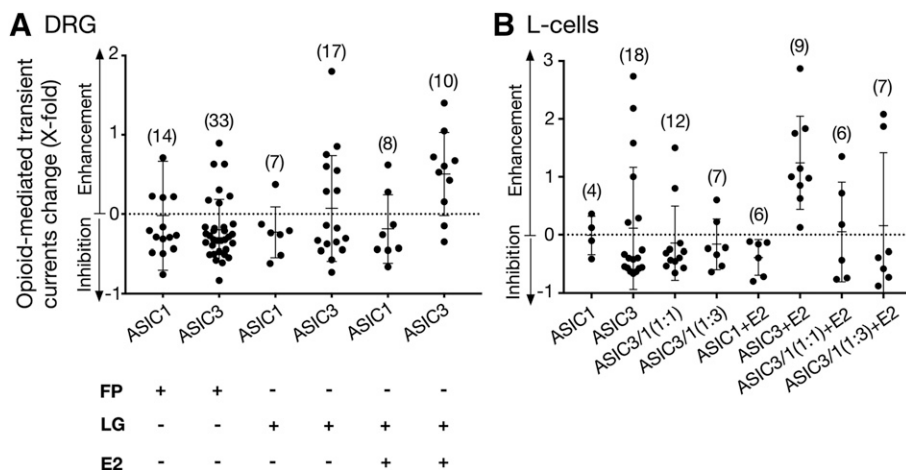 A DRG
Opioid-mediated transient
currents change (X-fold)
Inhibition Enhancement
2
1
0
-1
(14)
(33)
(7)
(17)
(8)
(10)
ASIC1
ASIC3
ASIC1
ASIC3
ASIC1
ASIC3
FP + + - - - -
LG - - + + + +
E2 - - - - + +
B L-cells
Inhibition Enhancement
3
2
1
0
-1
(4)
(18)
(12)
(7)
(6)
(9)
(6)
(7)
ASIC1
ASIC3
ASIC3/1(1:1)
ASIC3/1(1:3)
ASIC1+E2
ASIC3+E2
ASIC3/1(1:1)+E2
ASIC3/1(1:3)+E2